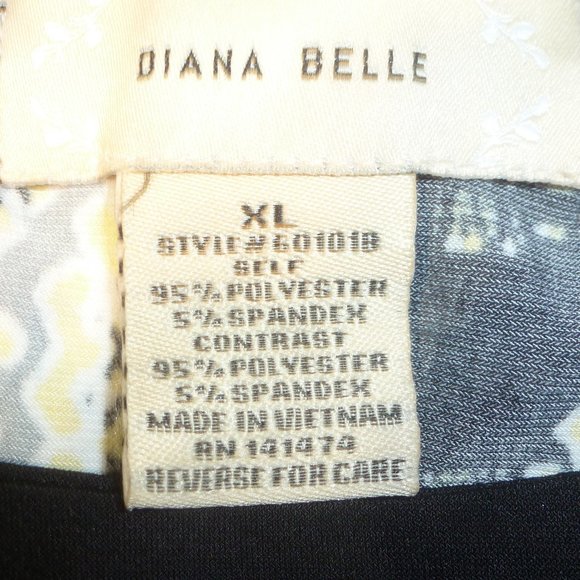 DIANA BELLE
XL
STYLE# 601018
SELF
95% POLYESTER
5% SPANDEX
CONTRAST
95% POLYESTER
5% SPANDEX
MADE IN VIETNAM
RN 141474
REVERSE FOR CARE